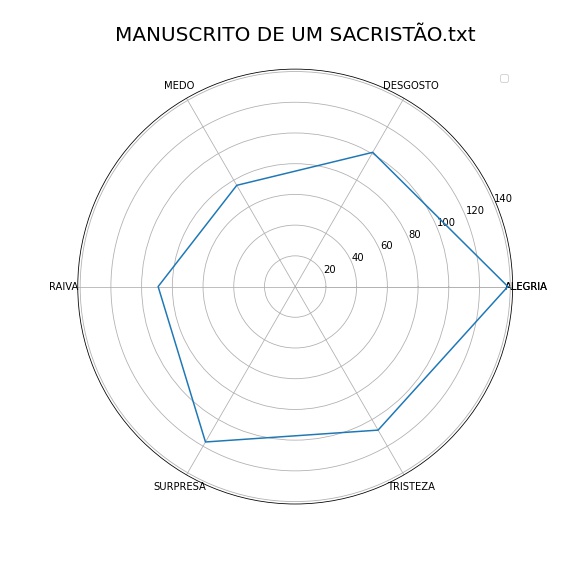 MANUSCRITO DE UM SACRISTÃO.txt
MEDO
DESGOSTO
140
120
100
80
60
40
20
RAIVA
ALEGRIA
SURPRESA
TRISTEZA